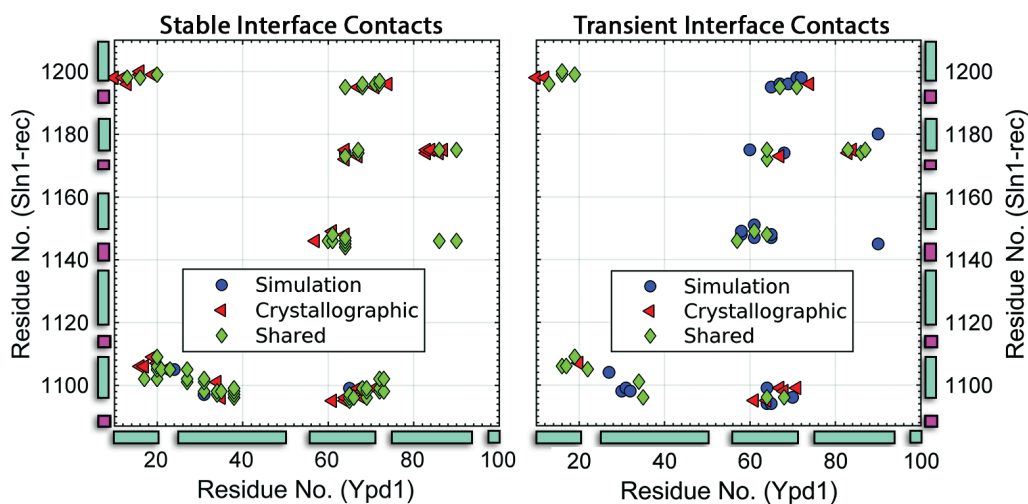 Stable Interface Contacts
Transient Interface Contacts
Residue No. (Sln1-rec)
1200
1180
1160
1140
1120
1100
Simulation
Crystallographic
Shared
20
40
60
80
100
Residue No. (Ypd1)
Simulation
Crystallographic
Shared
20
40
60
80
100
Residue No. (Ypd1)
1200
1180
1160
1140
1120
1100
Residue No. (Sln1-rec)